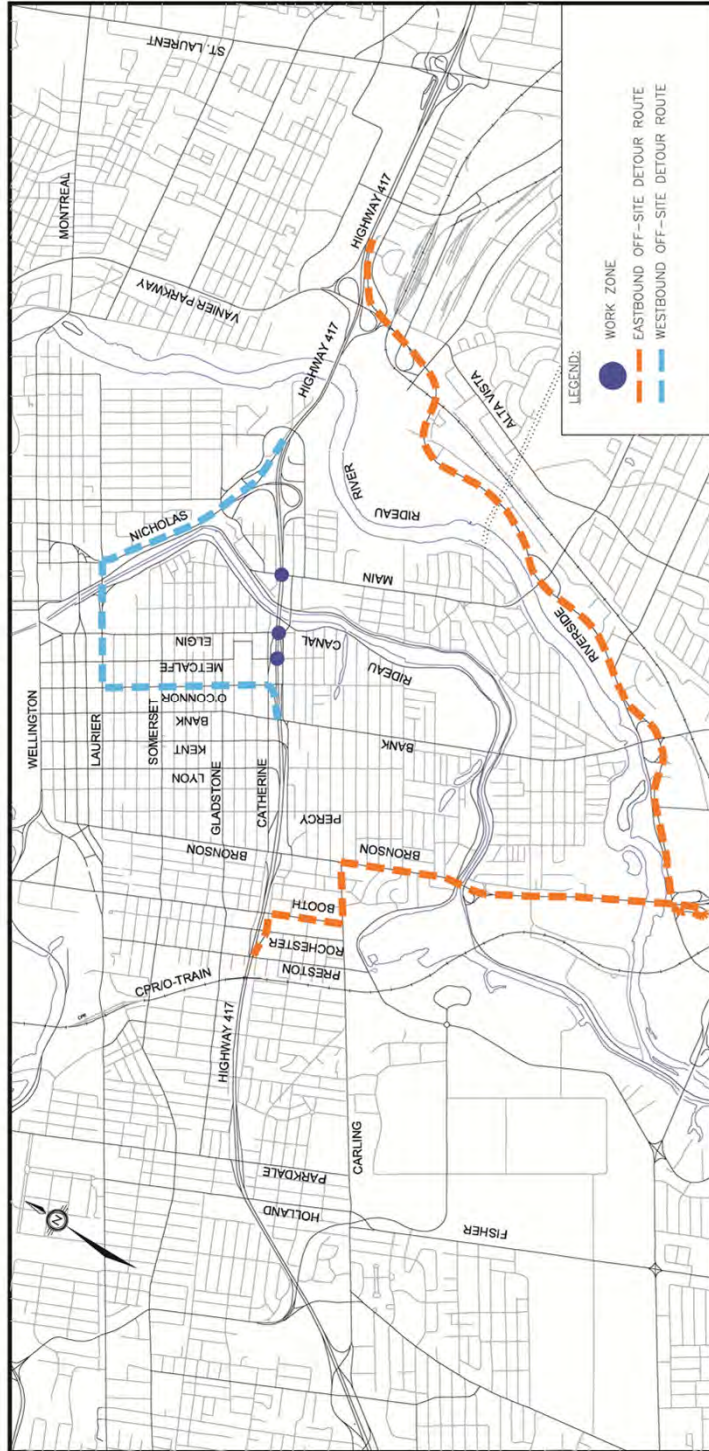 WELLINGTON
LAURIER
SOMERSET
GLADSTONE
CATHERINE
HIGHWAY 417
CARLING
HOLLAND
PARKDALE
FISHER
CPR/O-TRAIN
PRESTON
ROCHESTER
BOOTH
BRONSON
BRONSON
PERCY
LYON
KENT
BANK
O'CONNOR
METCALFE
ELGIN
BANK
RIDEAU
CANAL
NICHOLAS
MAIN
RIDEAU
RIVER
HIGHWAY 417
HIGHWAY 417
VANIER PARKWAY
MONTREAL
ST. LAURENT
RIVERSIDE
ALTA VISTA
N
LEGEND:
WORK ZONE
EASTBOUND OFF-SITE DETOUR ROUTE
WESTBOUND OFF-SITE DETOUR ROUTE